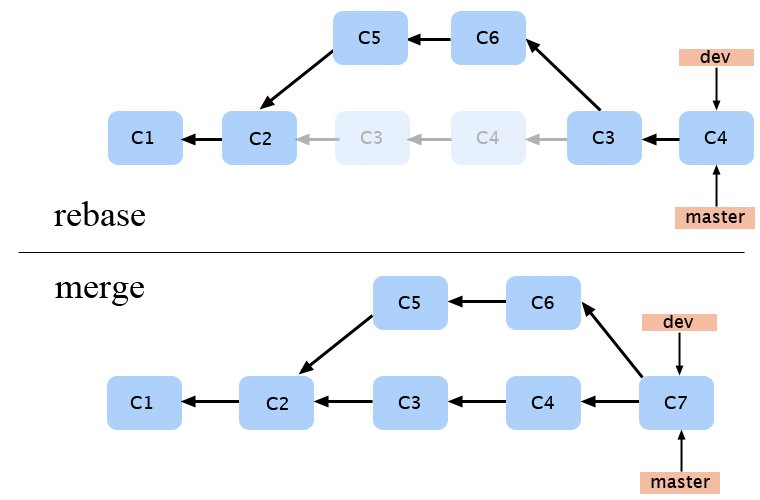 C5 C6
dev
C1 C2 C3 C4 C3 C4
rebase
master
merge
C5 C6
dev
C1 C2 C3 C4 C7
master